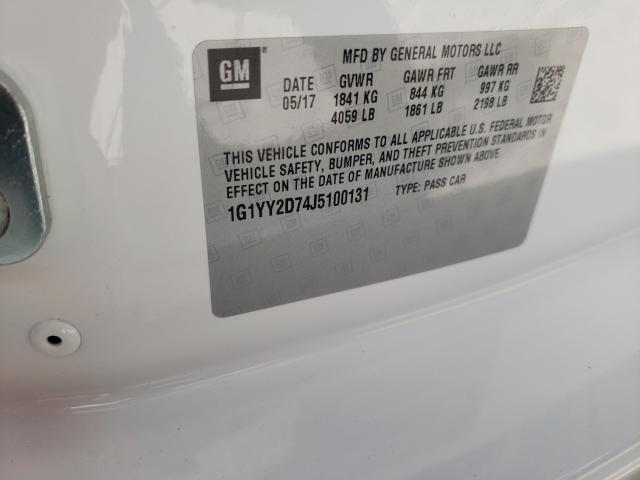 GM
MFD BY GENERAL MOTORS LLC
DATE GVWR GAWR FRT GAWR RR
05/17 1841 KG 844 KG 997 KG
4059 LB 1861 LB 2198 LB
THIS VEHICLE CONFORMS TO ALL APPLICABLE U.S. FEDERAL MOTOR
VEHICLE SAFETY, BUMPER, AND THEFT PREVENTION STANDARDS IN
EFFECT ON THE DATE OF MANUFACTURE SHOWN ABOVE.
1G1YY2D74J5100131 TYPE: PASS CAR